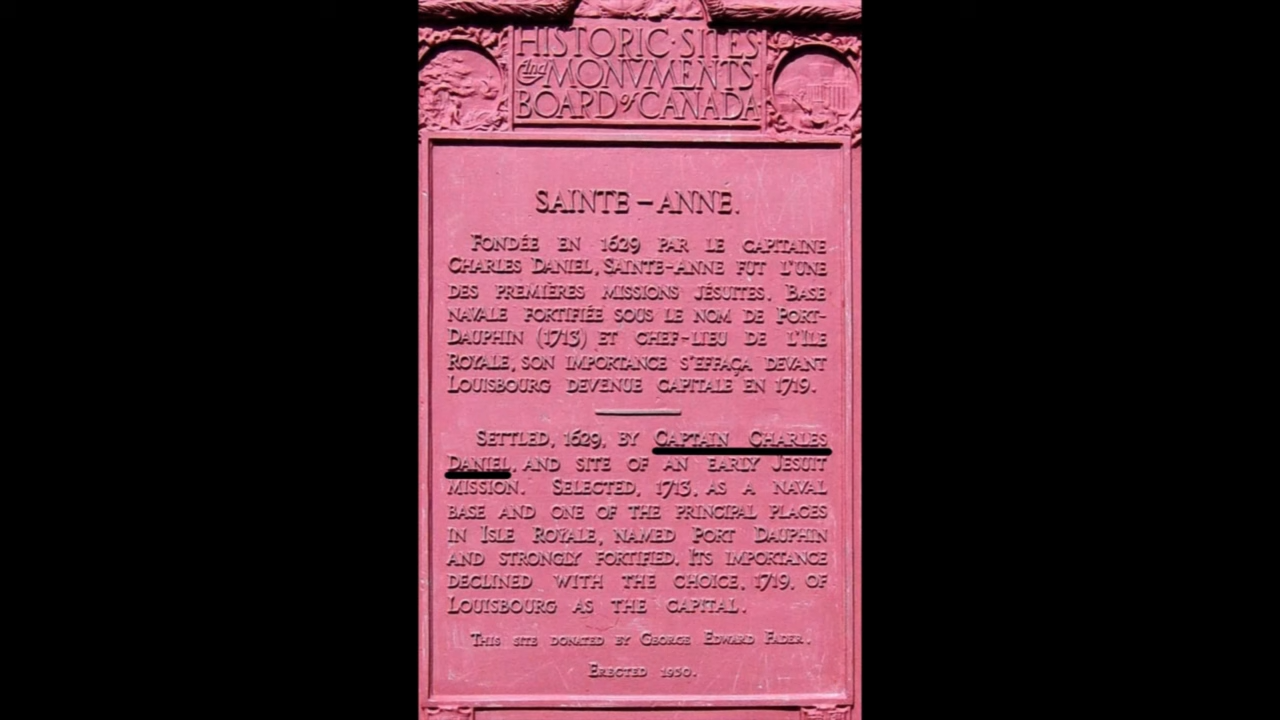 HISTORIC·SITES
And MONVMENTS·
BOARD of CANADA
SAINTE-ANNE.
FONDÉE EN 1629 PAR LE CAPITAINE
CHARLES DANIEL, SAINTE-ANNE FUT L'UNE
DES PREMIÈRES MISSIONS JÉSUITES. BASE
NAVALE FORTIFIÉE SOUS LE NOM DE PORT-
DAUPHIN (1713) ET CHEF-LIEU DE L'ILE
ROYALE, SON IMPORTANCE S'EFFAÇA DEVANT
LOUISBOURG DEVENUE CAPITALE EN 1719.
SETTLED, 1629, BY CAPTAIN CHARLES
DANIEL, AND SITE OF AN EARLY JESUIT
MISSION. SELECTED, 1713, AS A NAVAL
BASE AND ONE OF THE PRINCIPAL PLACES
IN ISLE ROYALE, NAMED PORT DAUPHIN
AND STRONGLY FORTIFIED. ITS IMPORTANCE
DECLINED WITH THE CHOICE, 1719, OF
LOUISBOURG AS THE CAPITAL.
THIS SITE DONATED BY GEORGE EDWARD FADER.
ERECTED 1950.